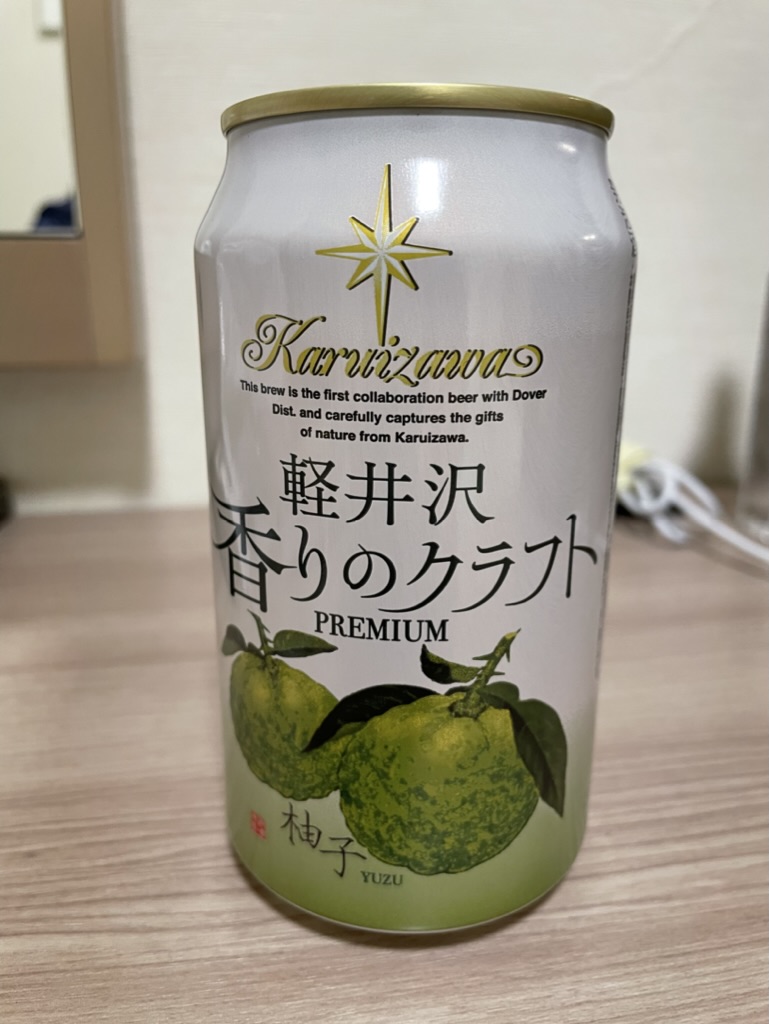 Karuizawa
This brew is the first collaboration beer with Dover
Dist. and carefully captures the gifts
of nature from Karuizawa.
軽井沢
香りのクラフト
PREMIUM
柚子
YUZU